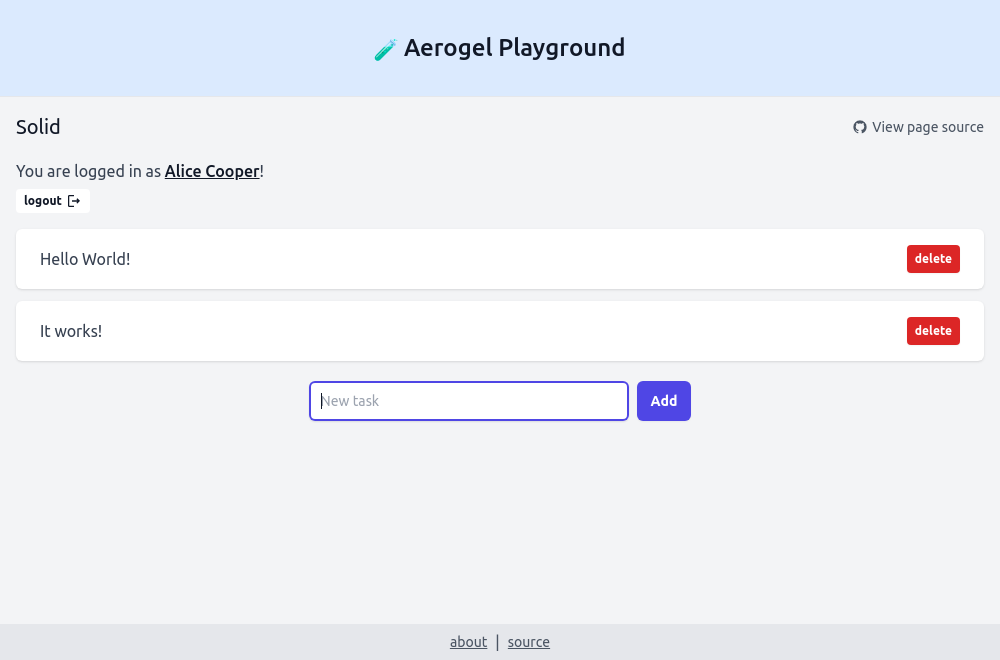 🧪 Aerogel Playground
Solid
View page source
You are logged in as Alice Cooper!
logout
Hello World!
delete
It works!
delete
New task
Add
about | source